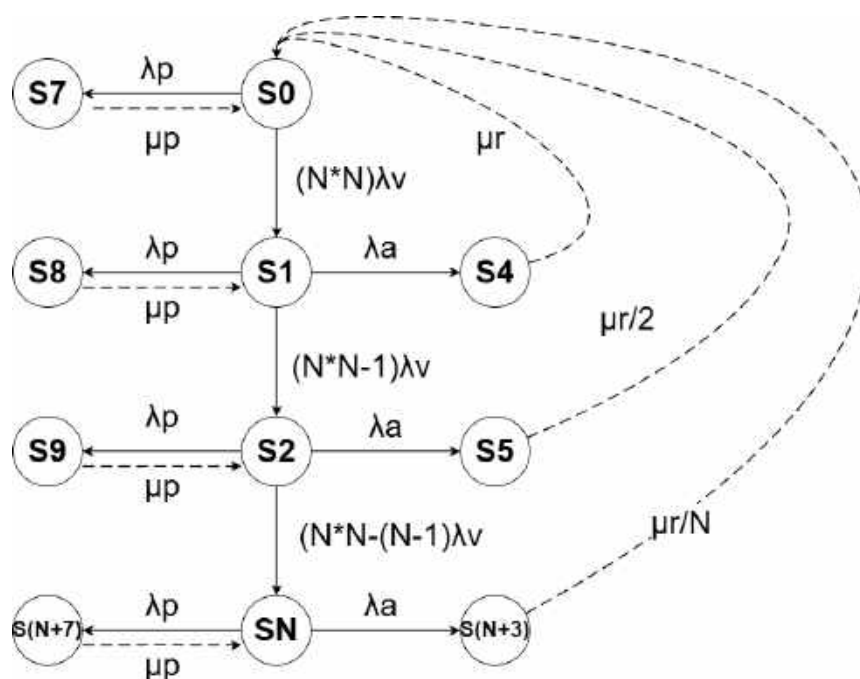 λp
S7
S0
μp
μr
(N*N)λv
λp
λa
S8
S1
S4
μp
μr/2
(N*N-1)λv
λp
λa
S9
S2
S5
μp
(N*N-(N-1)λv
μr/N
λp
λa
S(N+7)
SN
S(N+3)
μp